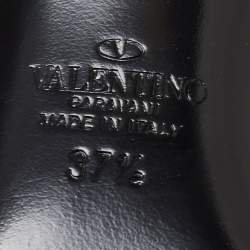 VALENTINO
GARAVANI
MADE IN ITALY
37½